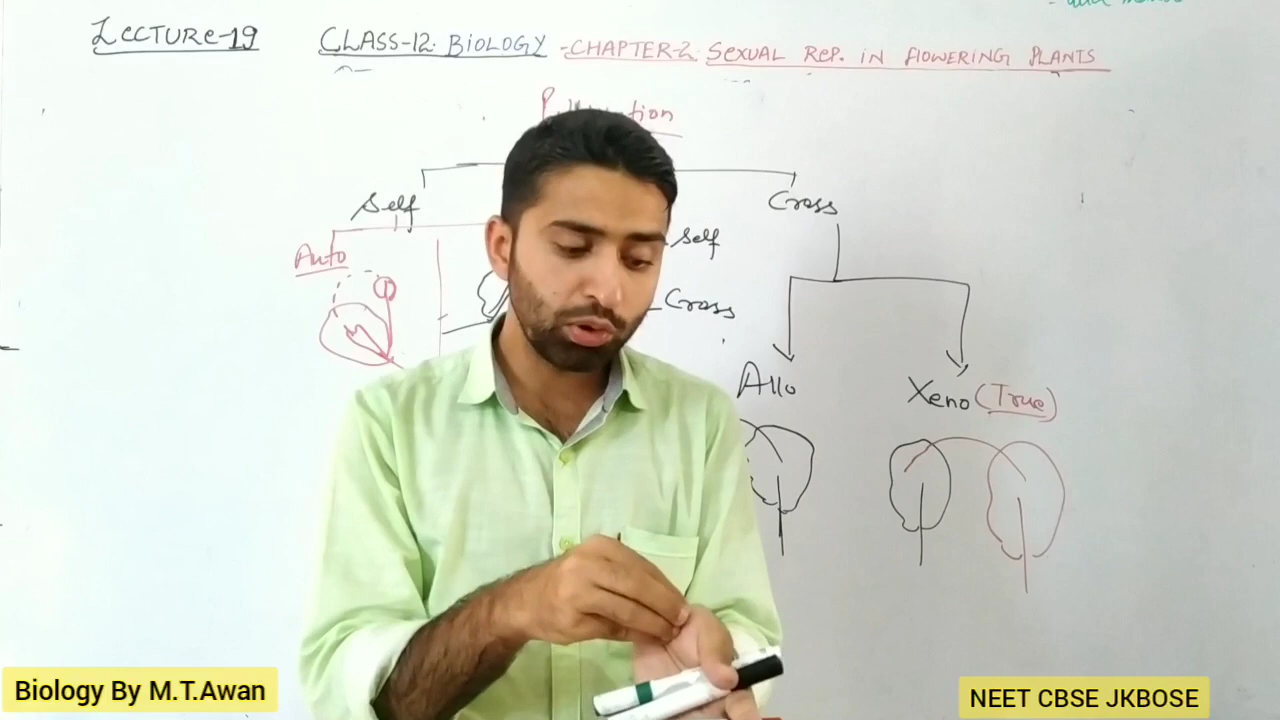 LECTURE-19 CLASS-12 BIOLOGY -CHAPTER-2 SEXUAL REP. IN FLOWERING PLANTS
Self
Cross
Auto
Self
Cross
Allo
Xeno (True)
Biology By M.T.Awan
NEET CBSE JKBOSE